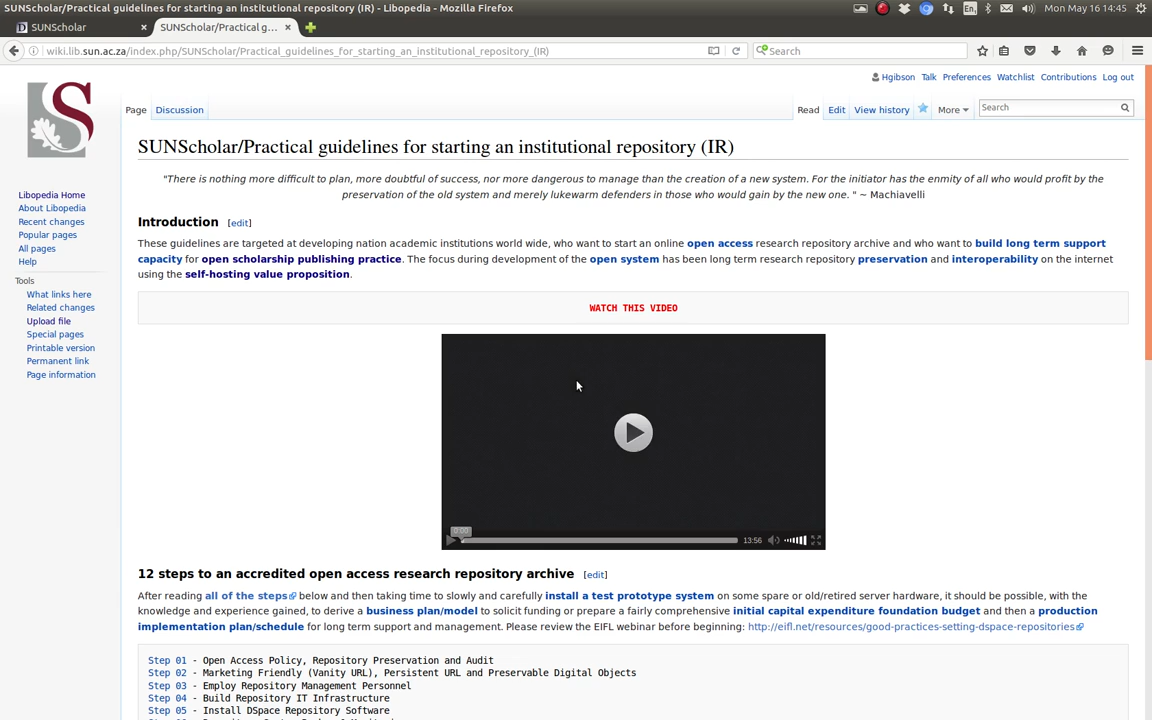 SUNScholar/Practical guidelines for starting an institutional repository (IR) - Libopedia - Mozilla Firefox
En
Mon May 16 14:45
SUNScholar
SUNScholar/Practical g...
wiki.lib.sun.ac.za/index.php/SUNScholar/Practical_guidelines_for_starting_an_institutional_repository_(IR)
Search
Hgibson Talk Preferences Watchlist Contributions Log out
Page Discussion
Read Edit View history More
Search
SUNScholar/Practical guidelines for starting an institutional repository (IR)
"There is nothing more difficult to plan, more doubtful of success, nor more dangerous to manage than the creation of a new system. For the initiator has the enmity of all who would profit by the
preservation of the old system and merely lukewarm defenders in those who would gain by the new one. " ~ Machiavelli
Libopedia Home
About Libopedia
Recent changes
Popular pages
All pages
Help
Tools
What links here
Related changes
Upload file
Special pages
Printable version
Permanent link
Page information
Introduction [edit]
These guidelines are targeted at developing nation academic institutions world wide, who want to start an online open access research repository archive and who want to build long term support
capacity for open scholarship publishing practice. The focus during development of the open system has been long term research repository preservation and interoperability on the internet
using the self-hosting value proposition.
WATCH THIS VIDEO
0:00
13:56
12 steps to an accredited open access research repository archive [edit]
After reading all of the steps below and then taking time to slowly and carefully install a test prototype system on some spare or old/retired server hardware, it should be possible, with the
knowledge and experience gained, to derive a business plan/model to solicit funding or prepare a fairly comprehensive initial capital expenditure foundation budget and then a production
implementation plan/schedule for long term support and management. Please review the EIFL webinar before beginning: http://eifl.net/resources/good-practices-setting-dspace-repositories
Step 01 - Open Access Policy, Repository Preservation and Audit
Step 02 - Marketing Friendly (Vanity URL), Persistent URL and Preservable Digital Objects
Step 03 - Employ Repository Management Personnel
Step 04 - Build Repository IT Infrastructure
Step 05 - Install DSpace Repository Software